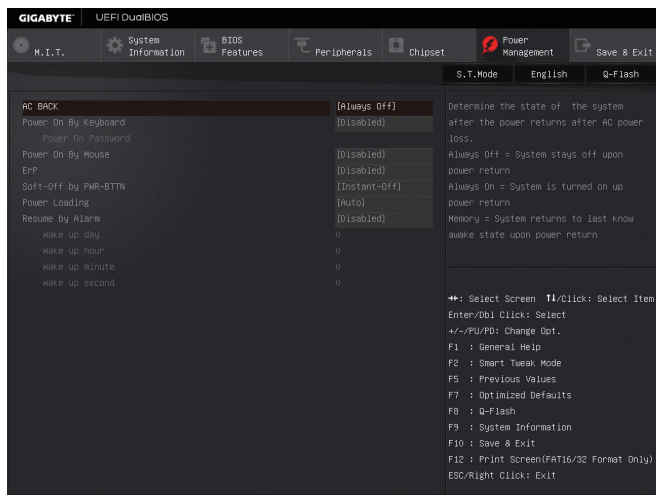 GIGABYTE™ UEFI DualBIOS
M.I.T. System Information BIOS Features Peripherals Chipset Power Management Save & Exit
S.T.Mode English Q-Flash
AC BACK [Always Off]
Power On By Keyboard [Disabled]
Power On Password
Power On By Mouse [Disabled]
ErP [Disabled]
Soft-Off by PWR-BTTN [Instant-Off]
Power Loading [Auto]
Resume by Alarm [Disabled]
Wake up day 0
Wake up hour 0
Wake up minute 0
Wake up second 0
Determine the state of the system
after the power returns after AC power
loss.
Always Off = System stays off upon
power return
Always On = System is turned on up
power return
Memory = System returns to last know
awake state upon power return
→←: Select Screen ↑↓/Click: Select Item
Enter/Dbl Click: Select
+/-/PU/PD: Change Opt.
F1 : General Help
F2 : Smart Tweak Mode
F5 : Previous Values
F7 : Optimized Defaults
F8 : Q-Flash
F9 : System Information
F10 : Save & Exit
F12 : Print Screen(FAT16/32 Format Only)
ESC/Right Click: Exit